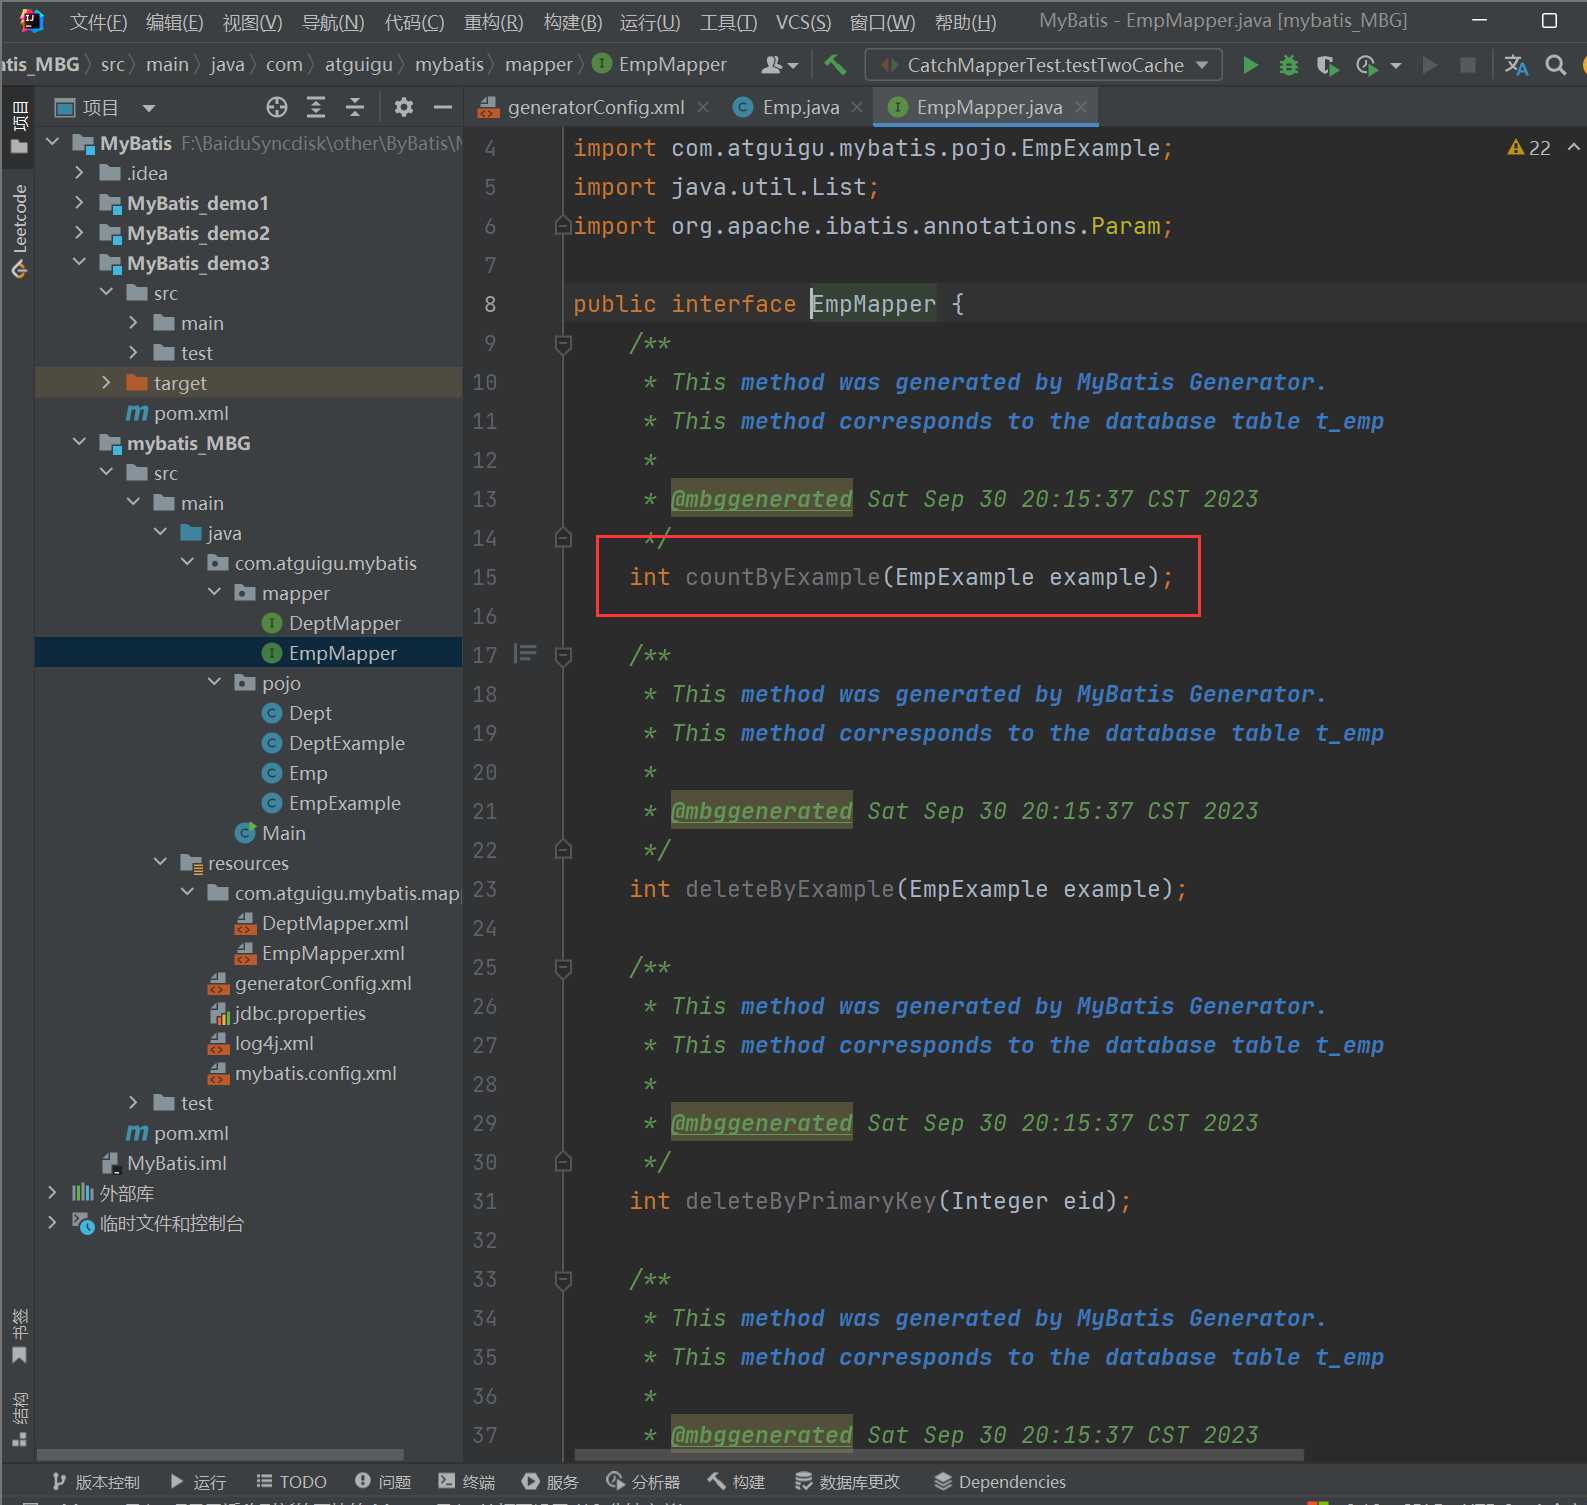 文件(F) 编辑(E) 视图(V) 导航(N) 代码(C) 重构(R) 构建(B) 运行(U) 工具(T) VCS(S) 窗口(W) 帮助(H) MyBatis - EmpMapper.java [mybatis_MBG]
atis_MBG src main java com atguigu mybatis mapper EmpMapper CatchMapperTest.testTwoCache
项目
generatorConfig.xml Emp.java EmpMapper.java
项目
Leetcode
书签
结构
MyBatis F:\BaiduSyncdisk\other\ByBatis\
.idea
MyBatis_demo1
MyBatis_demo2
MyBatis_demo3
src
main
test
target
pom.xml
mybatis_MBG
src
main
java
com.atguigu.mybatis
mapper
DeptMapper
EmpMapper
pojo
Dept
DeptExample
Emp
EmpExample
Main
resources
com.atguigu.mybatis.map
DeptMapper.xml
EmpMapper.xml
generatorConfig.xml
jdbc.properties
log4j.xml
mybatis.config.xml
test
pom.xml
MyBatis.iml
外部库
临时文件和控制台
22
4 import com.atguigu.mybatis.pojo.EmpExample;
5 import java.util.List;
6 import org.apache.ibatis.annotations.Param;
7
8 public interface EmpMapper {
9 /**
10 * This method was generated by MyBatis Generator.
11 * This method corresponds to the database table t_emp
12 *
13 * @mbggenerated Sat Sep 30 20:15:37 CST 2023
14 */
15 int countByExample(EmpExample example);
16
17 /**
18 * This method was generated by MyBatis Generator.
19 * This method corresponds to the database table t_emp
20 *
21 * @mbggenerated Sat Sep 30 20:15:37 CST 2023
22 */
23 int deleteByExample(EmpExample example);
24
25 /**
26 * This method was generated by MyBatis Generator.
27 * This method corresponds to the database table t_emp
28 *
29 * @mbggenerated Sat Sep 30 20:15:37 CST 2023
30 */
31 int deleteByPrimaryKey(Integer eid);
32
33 /**
34 * This method was generated by MyBatis Generator.
35 * This method corresponds to the database table t_emp
36 *
37 * @mbggenerated Sat Sep 30 20:15:37 CST 2023
版本控制 运行 TODO 问题 终端 服务 分析器 构建 数据库更改 Dependencies